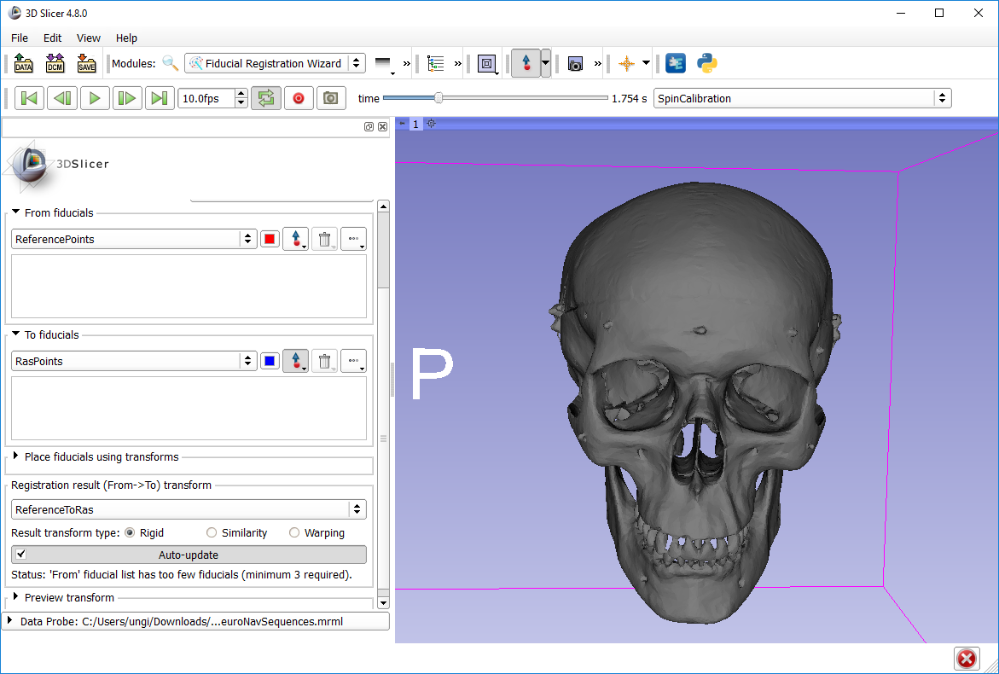 3D Slicer 4.8.0
File Edit View Help
DATA DCM SAVE Modules: Fiducial Registration Wizard » » »
10.0fps time 1.754 s SpinCalibration
1
3DSlicer
From fiducials
ReferencePoints
To fiducials
RasPoints
P
Place fiducials using transforms
Registration result (From->To) transform
ReferenceToRas
Result transform type: Rigid Similarity Warping
Auto-update
Status: 'From' fiducial list has too few fiducials (minimum 3 required).
Preview transform
Data Probe: C:/Users/ungi/Downloads/...euroNavSequences.mrml